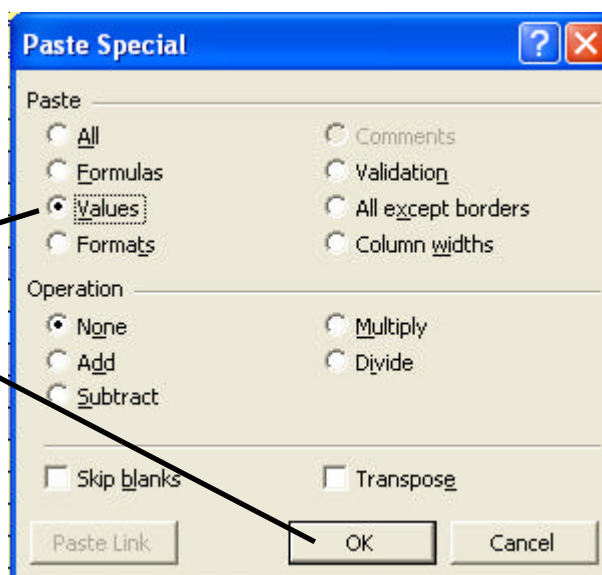 Paste Special
Paste
All Comments
Formulas Validation
Values All except borders
Formats Column widths
Operation
None Multiply
Add Divide
Subtract
Skip blanks Transpose
Paste Link OK Cancel